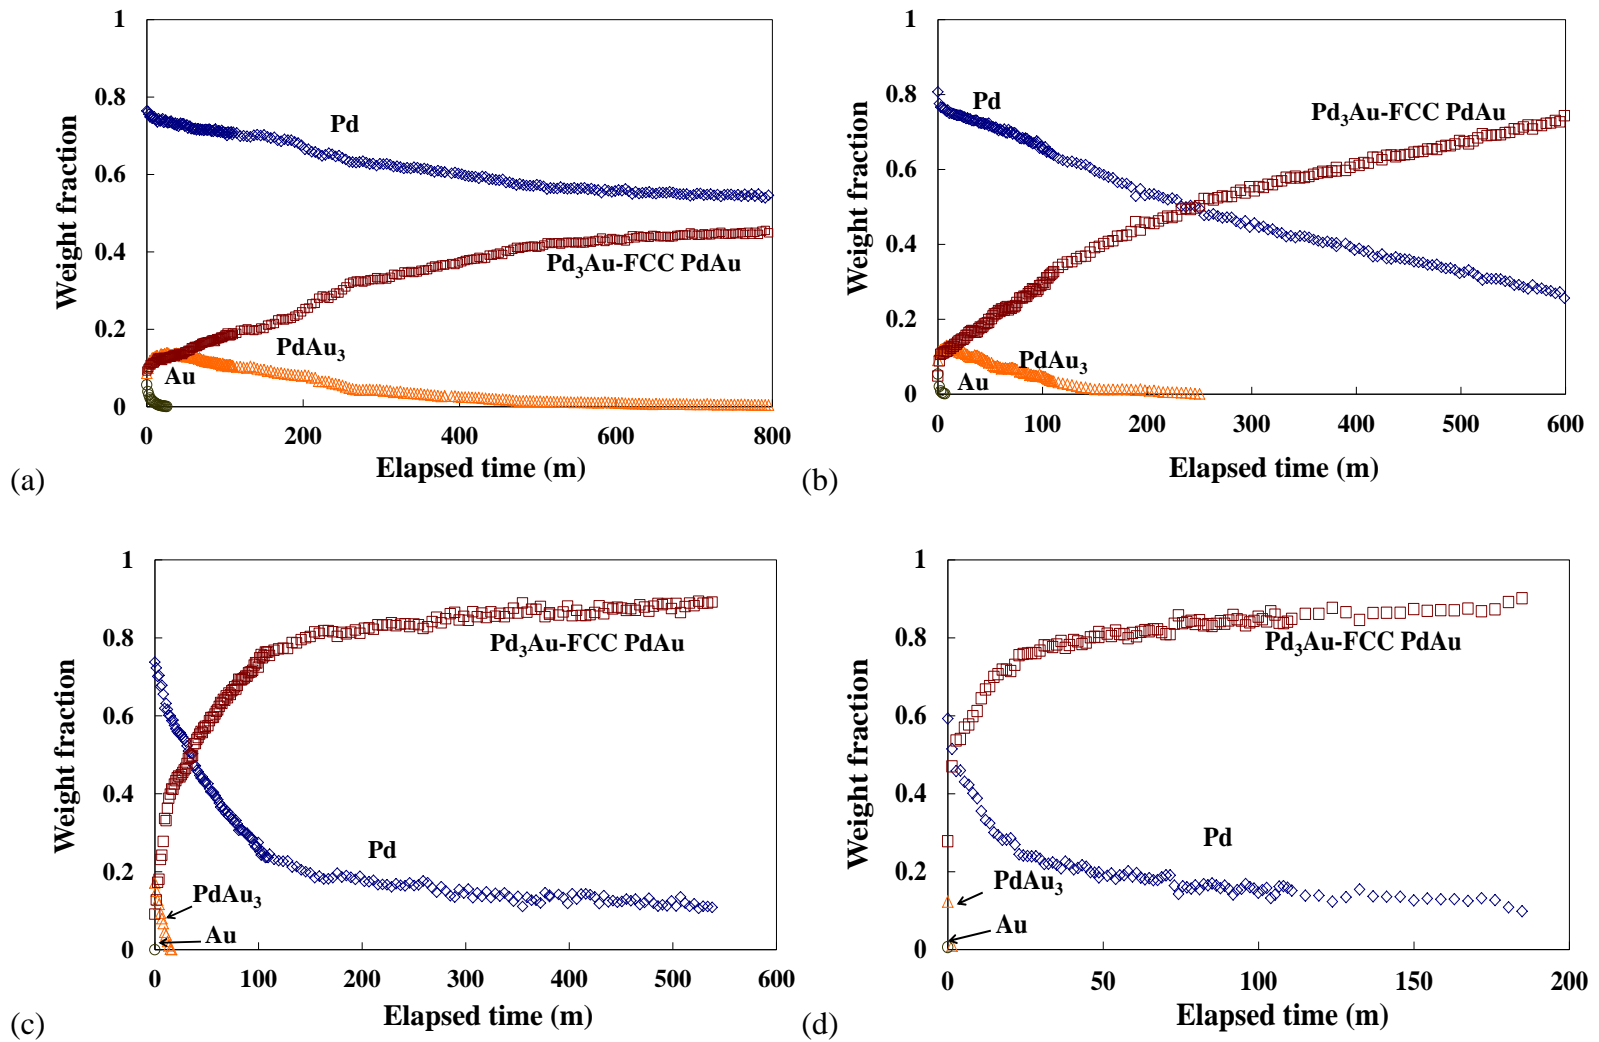 1
0.8
0.6
0.4
0.2
0
0 200 400 600 800
Weight fraction
Elapsed time (m)
Pd
Pd₃Au-FCC PdAu
PdAu₃
Au
(a)
1
0.8
0.6
0.4
0.2
0
0 100 200 300 400 500 600
Weight fraction
Elapsed time (m)
Pd
Pd₃Au-FCC PdAu
PdAu₃
Au
(b)
1
0.8
0.6
0.4
0.2
0
0 100 200 300 400 500 600
Weight fraction
Elapsed time (m)
Pd₃Au-FCC PdAu
Pd
PdAu₃
Au
(c)
1
0.8
0.6
0.4
0.2
0
0 50 100 150 200
Weight fraction
Elapsed time (m)
Pd₃Au-FCC PdAu
Pd
PdAu₃
Au
(d)